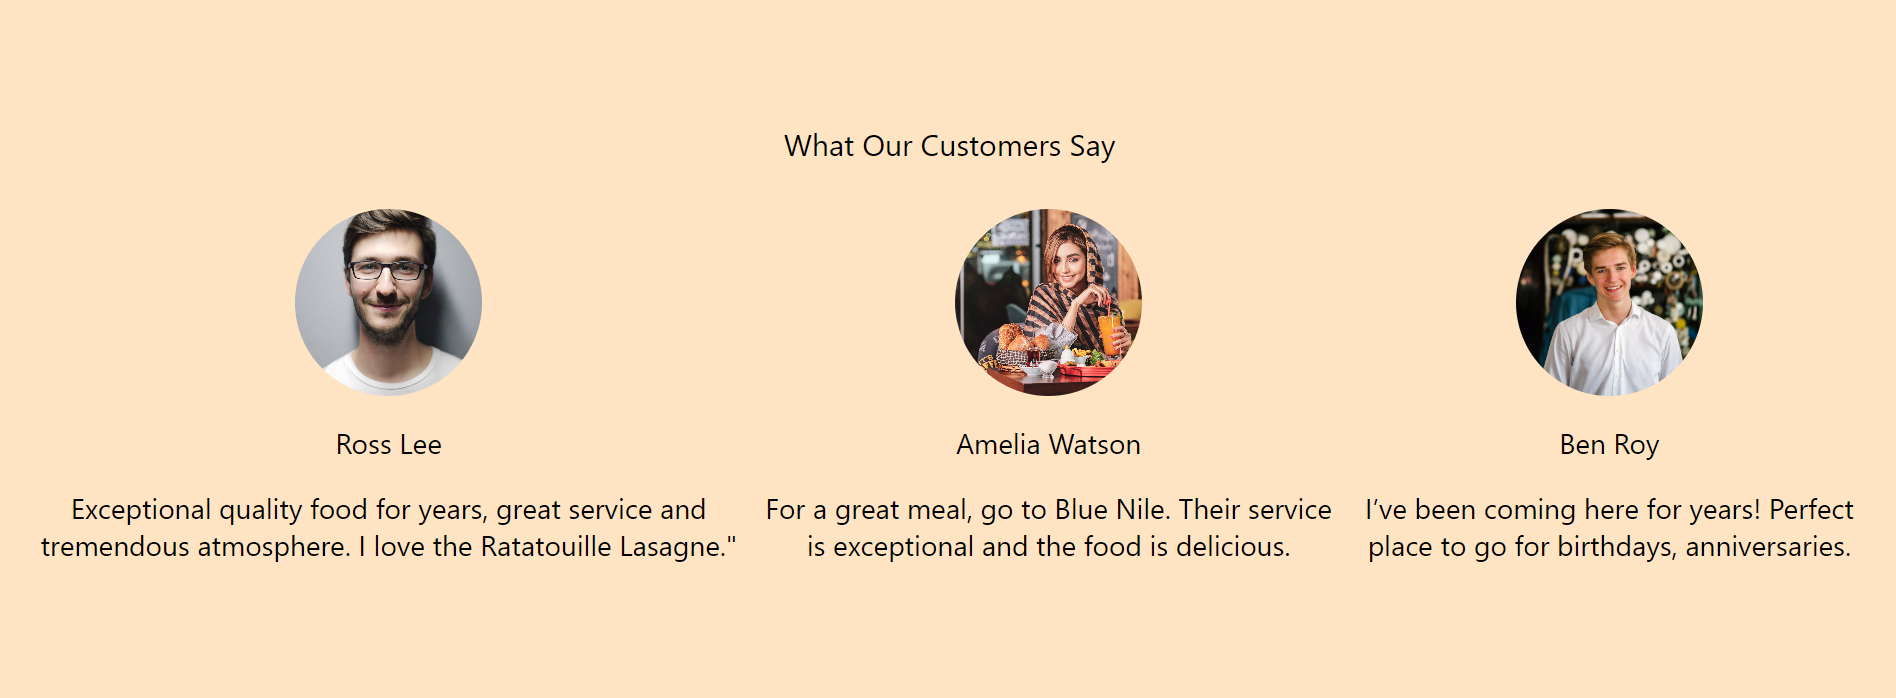 What Our Customers Say
Ross Lee
Exceptional quality food for years, great service and
tremendous atmosphere. I love the Ratatouille Lasagne."
Amelia Watson
For a great meal, go to Blue Nile. Their service
is exceptional and the food is delicious.
Ben Roy
I’ve been coming here for years! Perfect
place to go for birthdays, anniversaries.